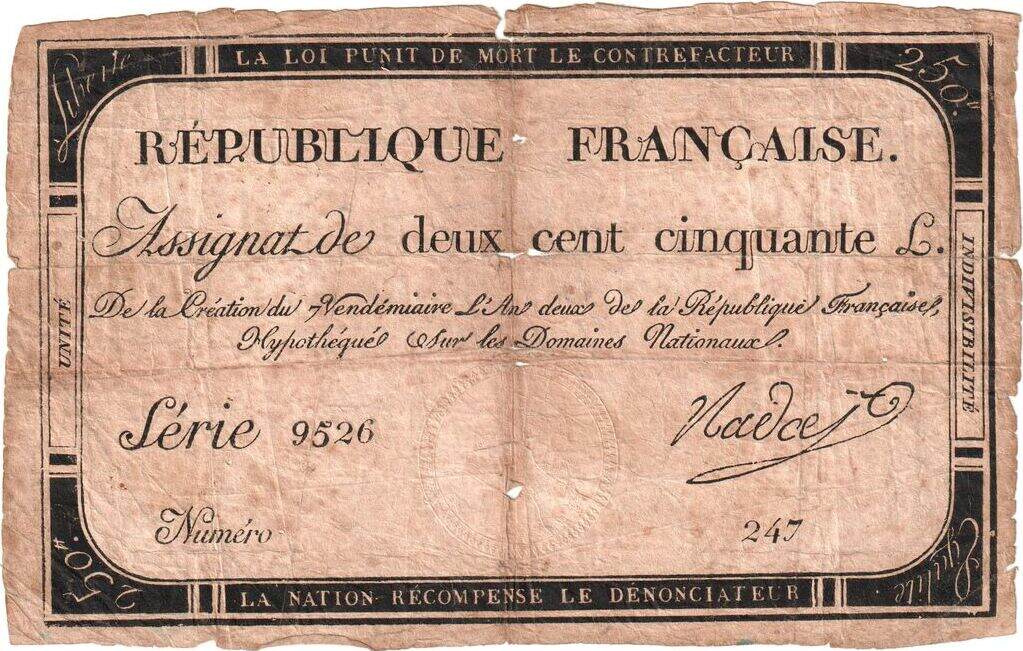 LA LOI PUNIT DE MORT LE CONTREFACTEUR
Liberté
250.ᴴ
RÉPUBLIQUE FRANÇAISE.
Assignat de deux cent cinquante L.
De la Création du 7 Vendémiaire L'An deux de la République Française,
Hypothéqué Sur les Domaines Nationaux.
UNITÉ
INDIVISIBILITÉ
Série 9526
Numéro 247
250.ᴴ
Egalité
LA NATION RÉCOMPENSE LE DÉNONCIATEUR